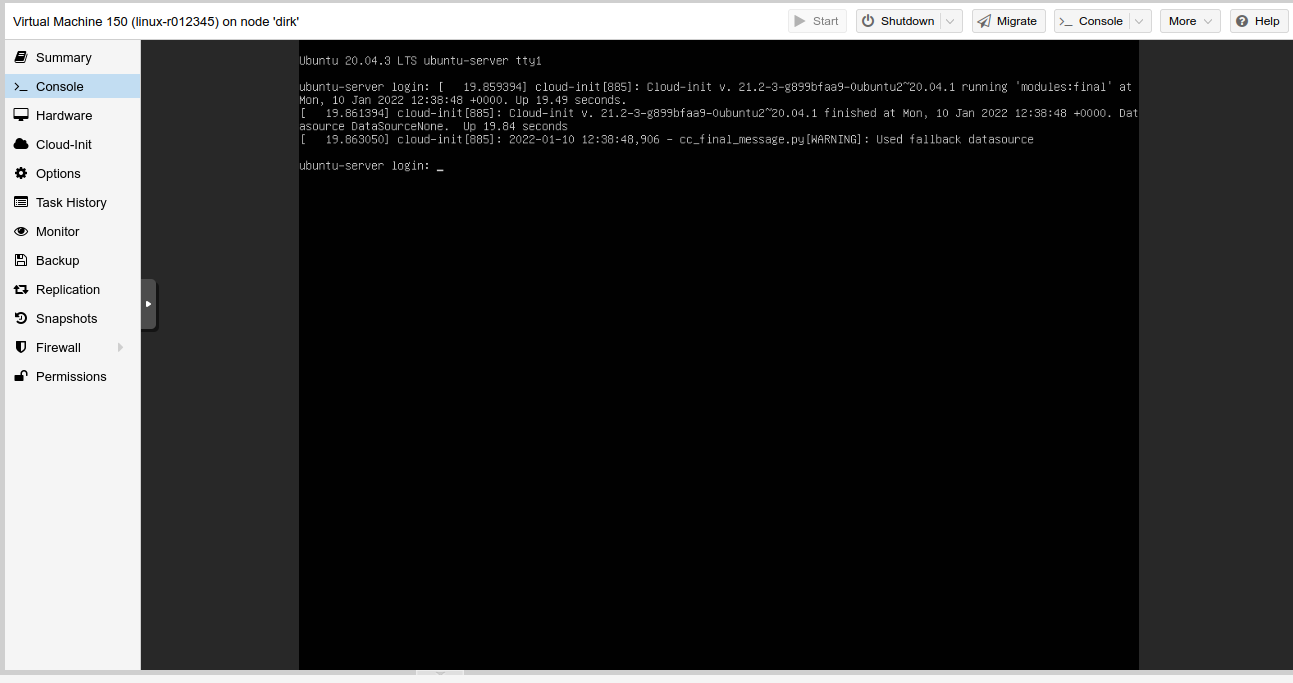 Virtual Machine 150 (linux-r012345) on node 'dirk'
Start
Shutdown
Migrate
Console
More
Help
Summary
Console
Hardware
Cloud-Init
Options
Task History
Monitor
Backup
Replication
Snapshots
Firewall
Permissions
Ubuntu 20.04.3 LTS ubuntu-server tty1
ubuntu-server login: [   19.859394] cloud-init[885]: Cloud-init v. 21.2-3-g899bfaa9-0ubuntu2~20.04.1 running 'modules:final' at
Mon, 10 Jan 2022 12:38:48 +0000. Up 19.49 seconds.
[   19.861394] cloud-init[885]: Cloud-init v. 21.2-3-g899bfaa9-0ubuntu2~20.04.1 finished at Mon, 10 Jan 2022 12:38:48 +0000. Dat
asource DataSourceNone.  Up 19.84 seconds
[   19.863050] cloud-init[885]: 2022-01-10 12:38:48,906 - cc_final_message.py[WARNING]: Used fallback datasource
ubuntu-server login: _